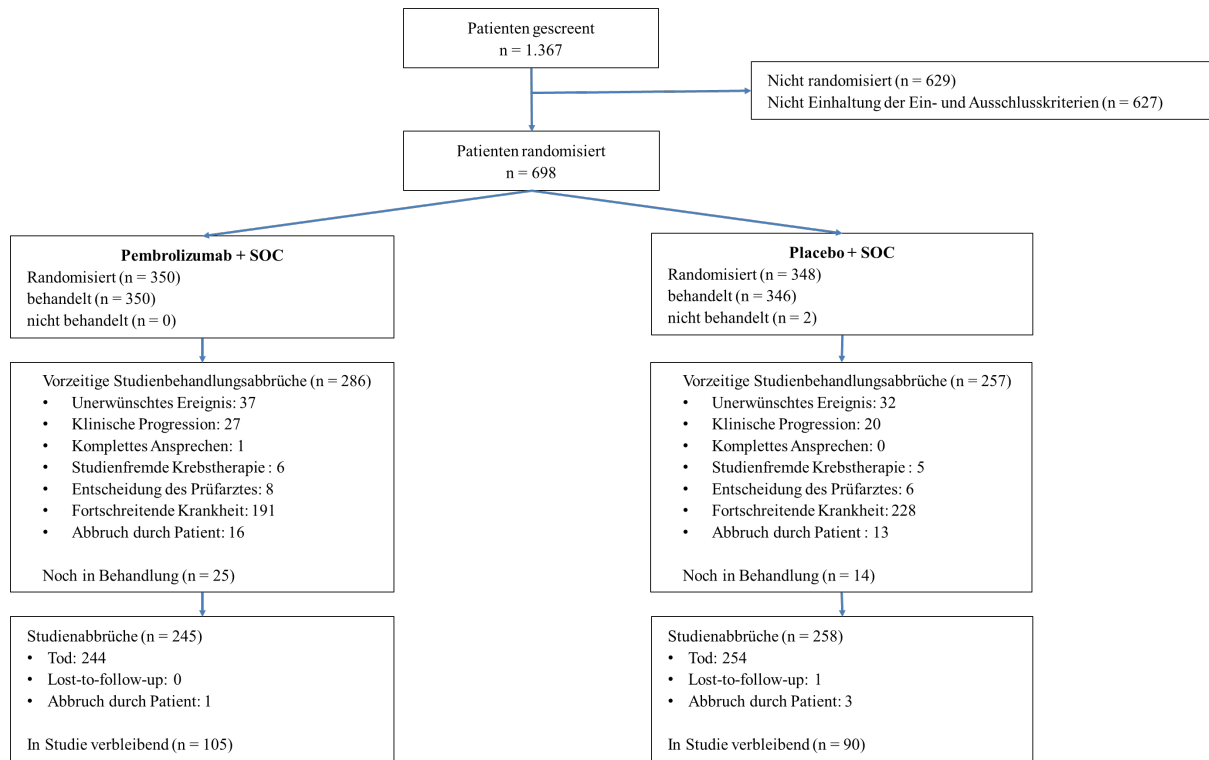 Patienten gescreent
n = 1.367
Nicht randomisiert (n = 629)
Nicht Einhaltung der Ein- und Ausschlusskriterien (n = 627)
Patienten randomisiert
n = 698
Pembrolizumab + SOC
Randomisiert (n = 350)
behandelt (n = 350)
nicht behandelt (n = 0)
Placebo + SOC
Randomisiert (n = 348)
behandelt (n = 346)
nicht behandelt (n = 2)
Vorzeitige Studienbehandlungsabbrüche (n = 286)
• Unerwünschtes Ereignis: 37
• Klinische Progression: 27
• Komplettes Ansprechen: 1
• Studienfremde Krebstherapie : 6
• Entscheidung des Prüfarztes: 8
• Fortschreitende Krankheit: 191
• Abbruch durch Patient: 16
Noch in Behandlung (n = 25)
Vorzeitige Studienbehandlungsabbrüche (n = 257)
• Unerwünschtes Ereignis: 32
• Klinische Progression: 20
• Komplettes Ansprechen: 0
• Studienfremde Krebstherapie : 5
• Entscheidung des Prüfarztes: 6
• Fortschreitende Krankheit: 228
• Abbruch durch Patient : 13
Noch in Behandlung (n = 14)
Studienabbrüche (n = 245)
• Tod: 244
• Lost-to-follow-up: 0
• Abbruch durch Patient: 1
In Studie verbleibend (n = 105)
Studienabbrüche (n = 258)
• Tod: 254
• Lost-to-follow-up: 1
• Abbruch durch Patient: 3
In Studie verbleibend (n = 90)